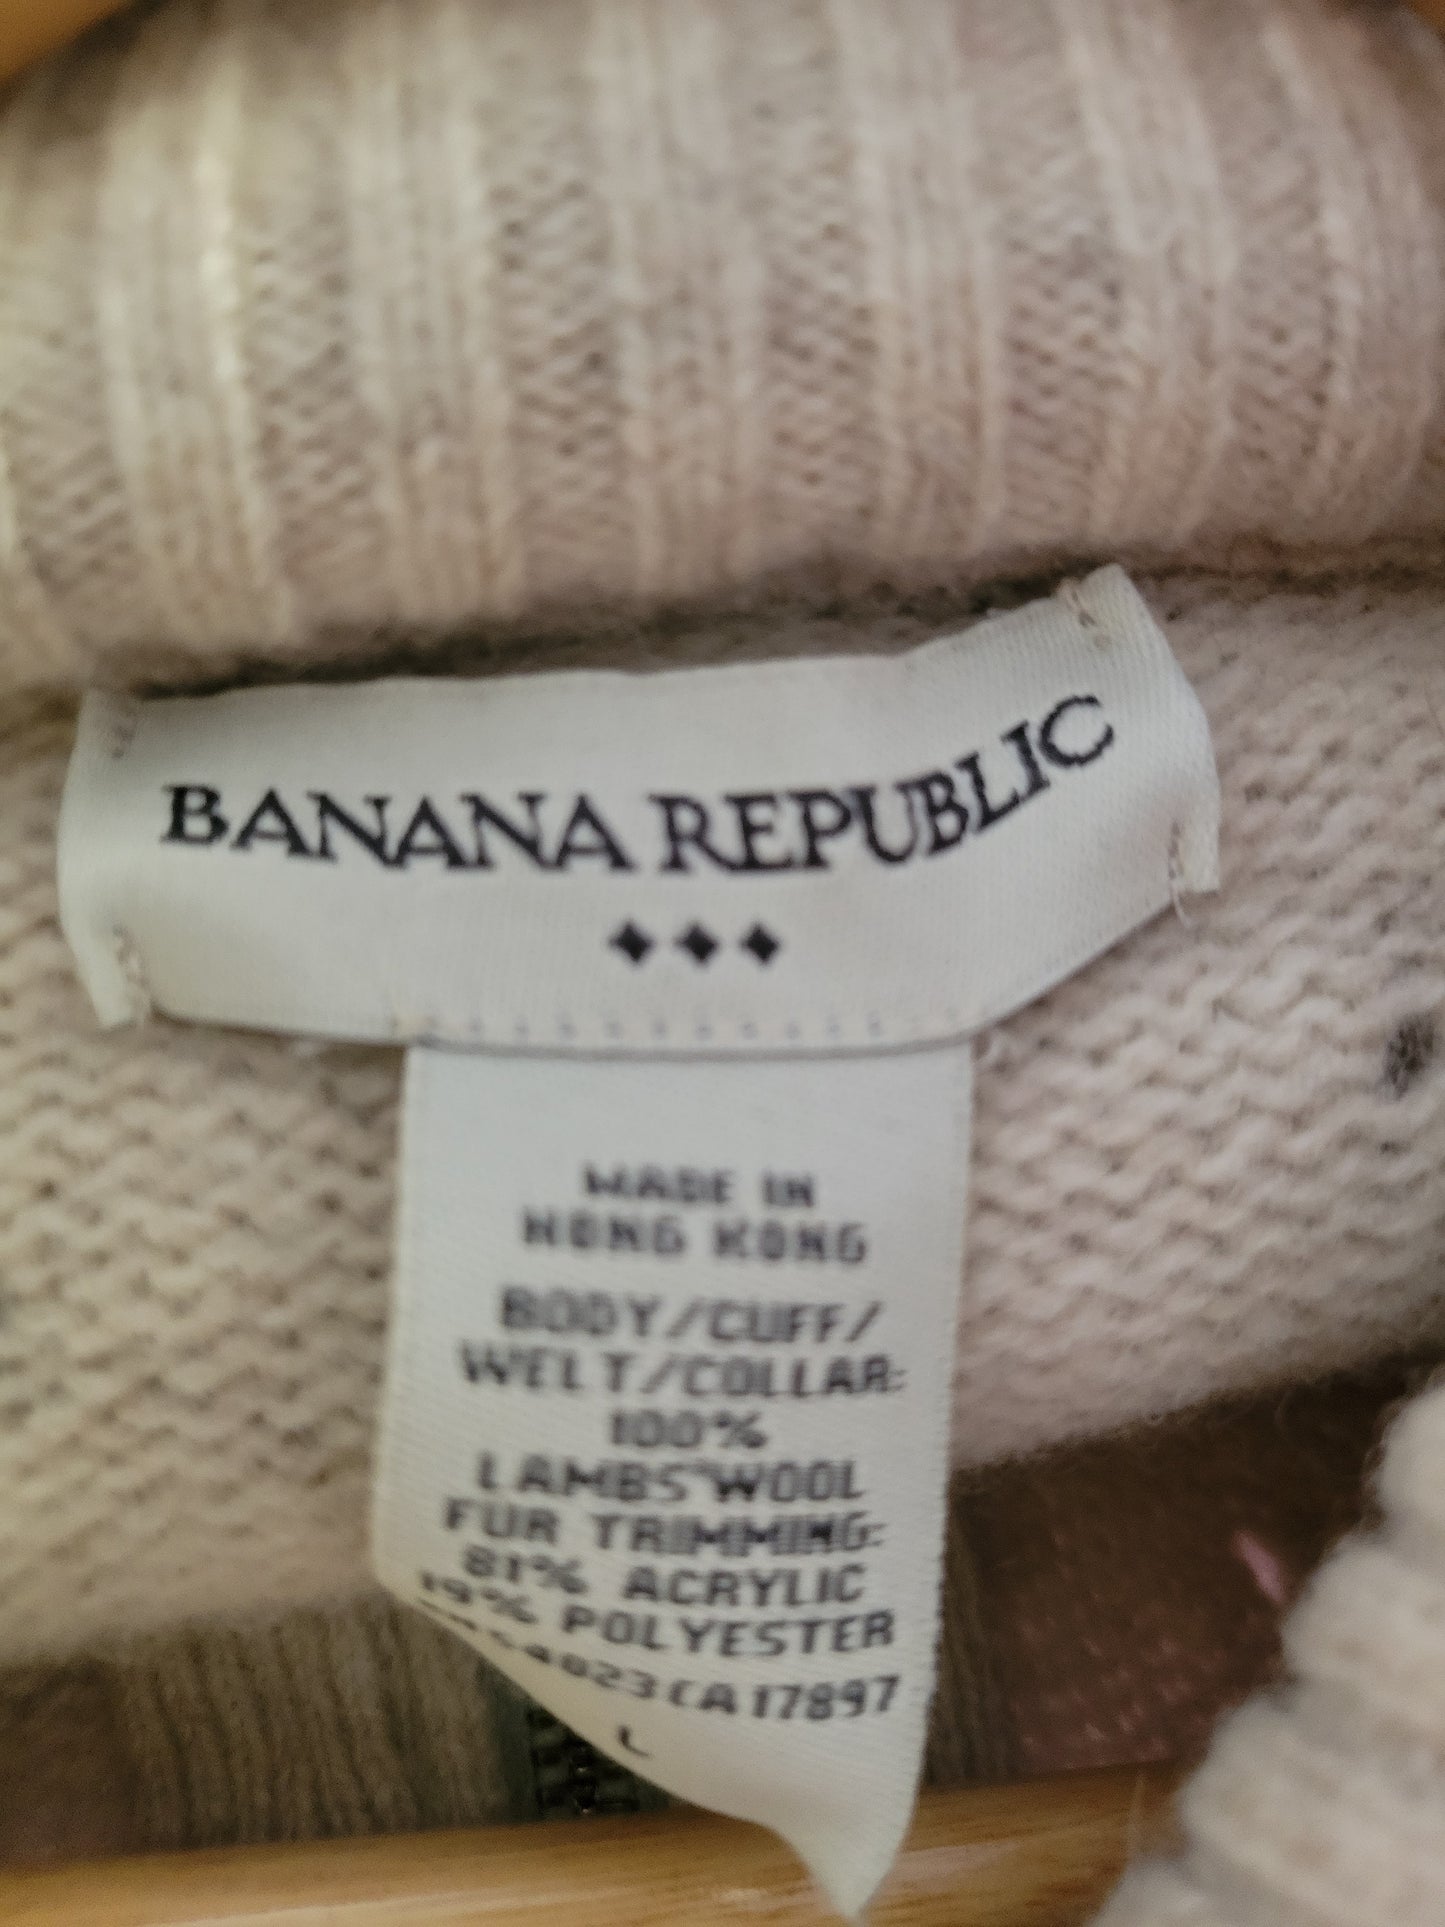 BANANA REPUBLIC
MADE IN
HONG KONG
BODY/CUFF/
WELT/COLLAR:
100%
LAMBS'WOOL
FUR TRIMMING:
81% ACRYLIC
19% POLYESTER
CA17897
L